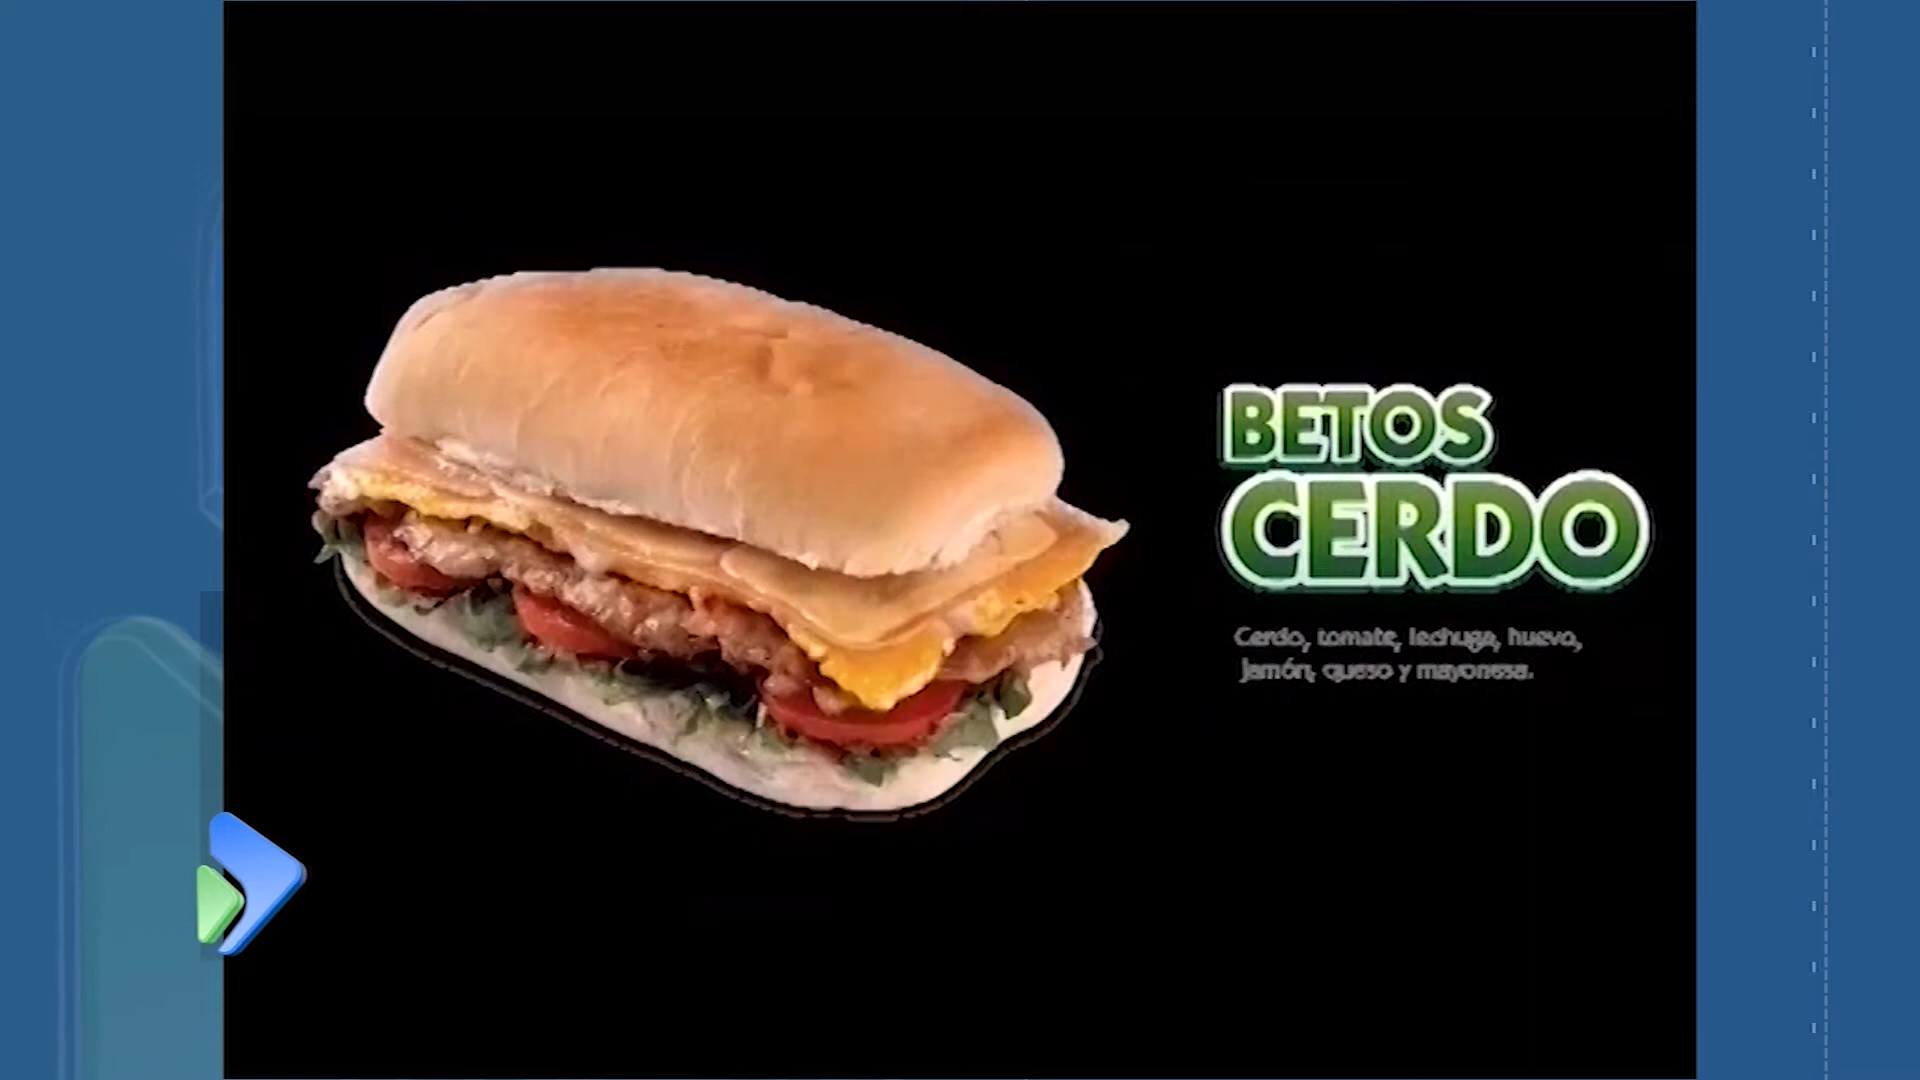 BETOS
CERDO
Cerdo, tomate, lechuga, huevo,
Jamón, queso y mayonesa.